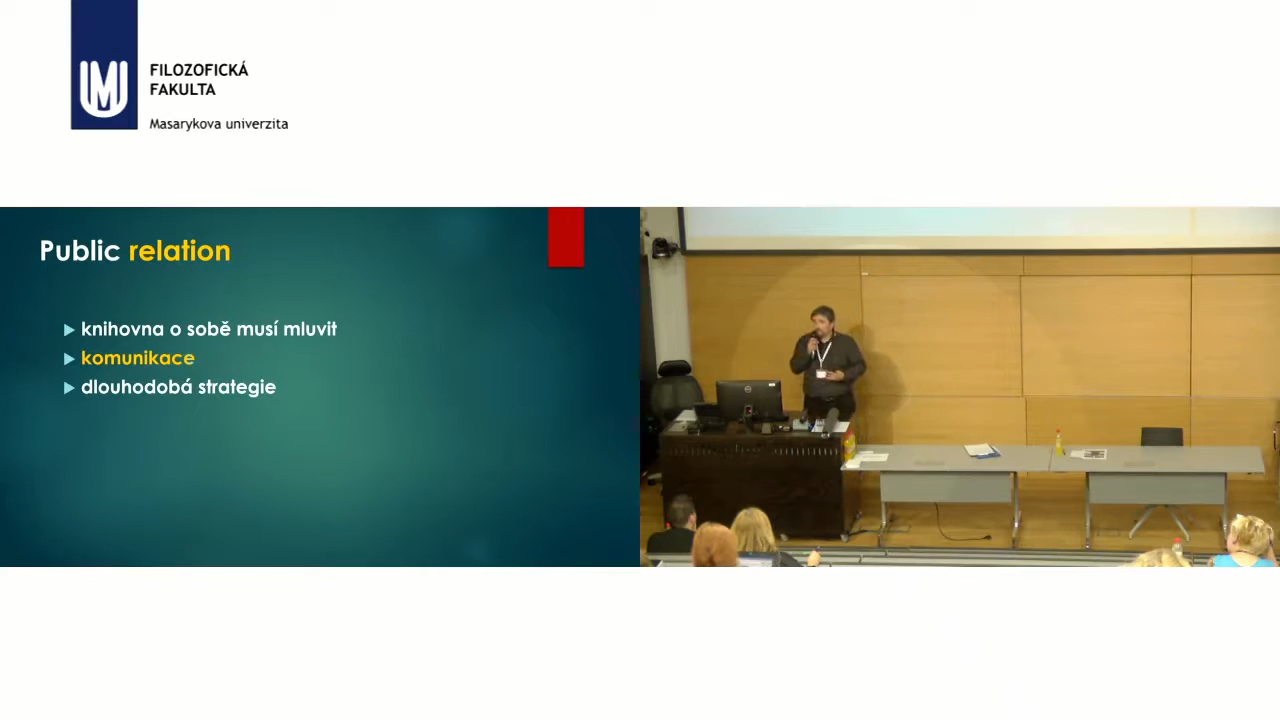 FILOZOFICKÁ
FAKULTA
Masarykova univerzita
Public relation
knihovna o sobě musí mluvit
komunikace
dlouhodobá strategie